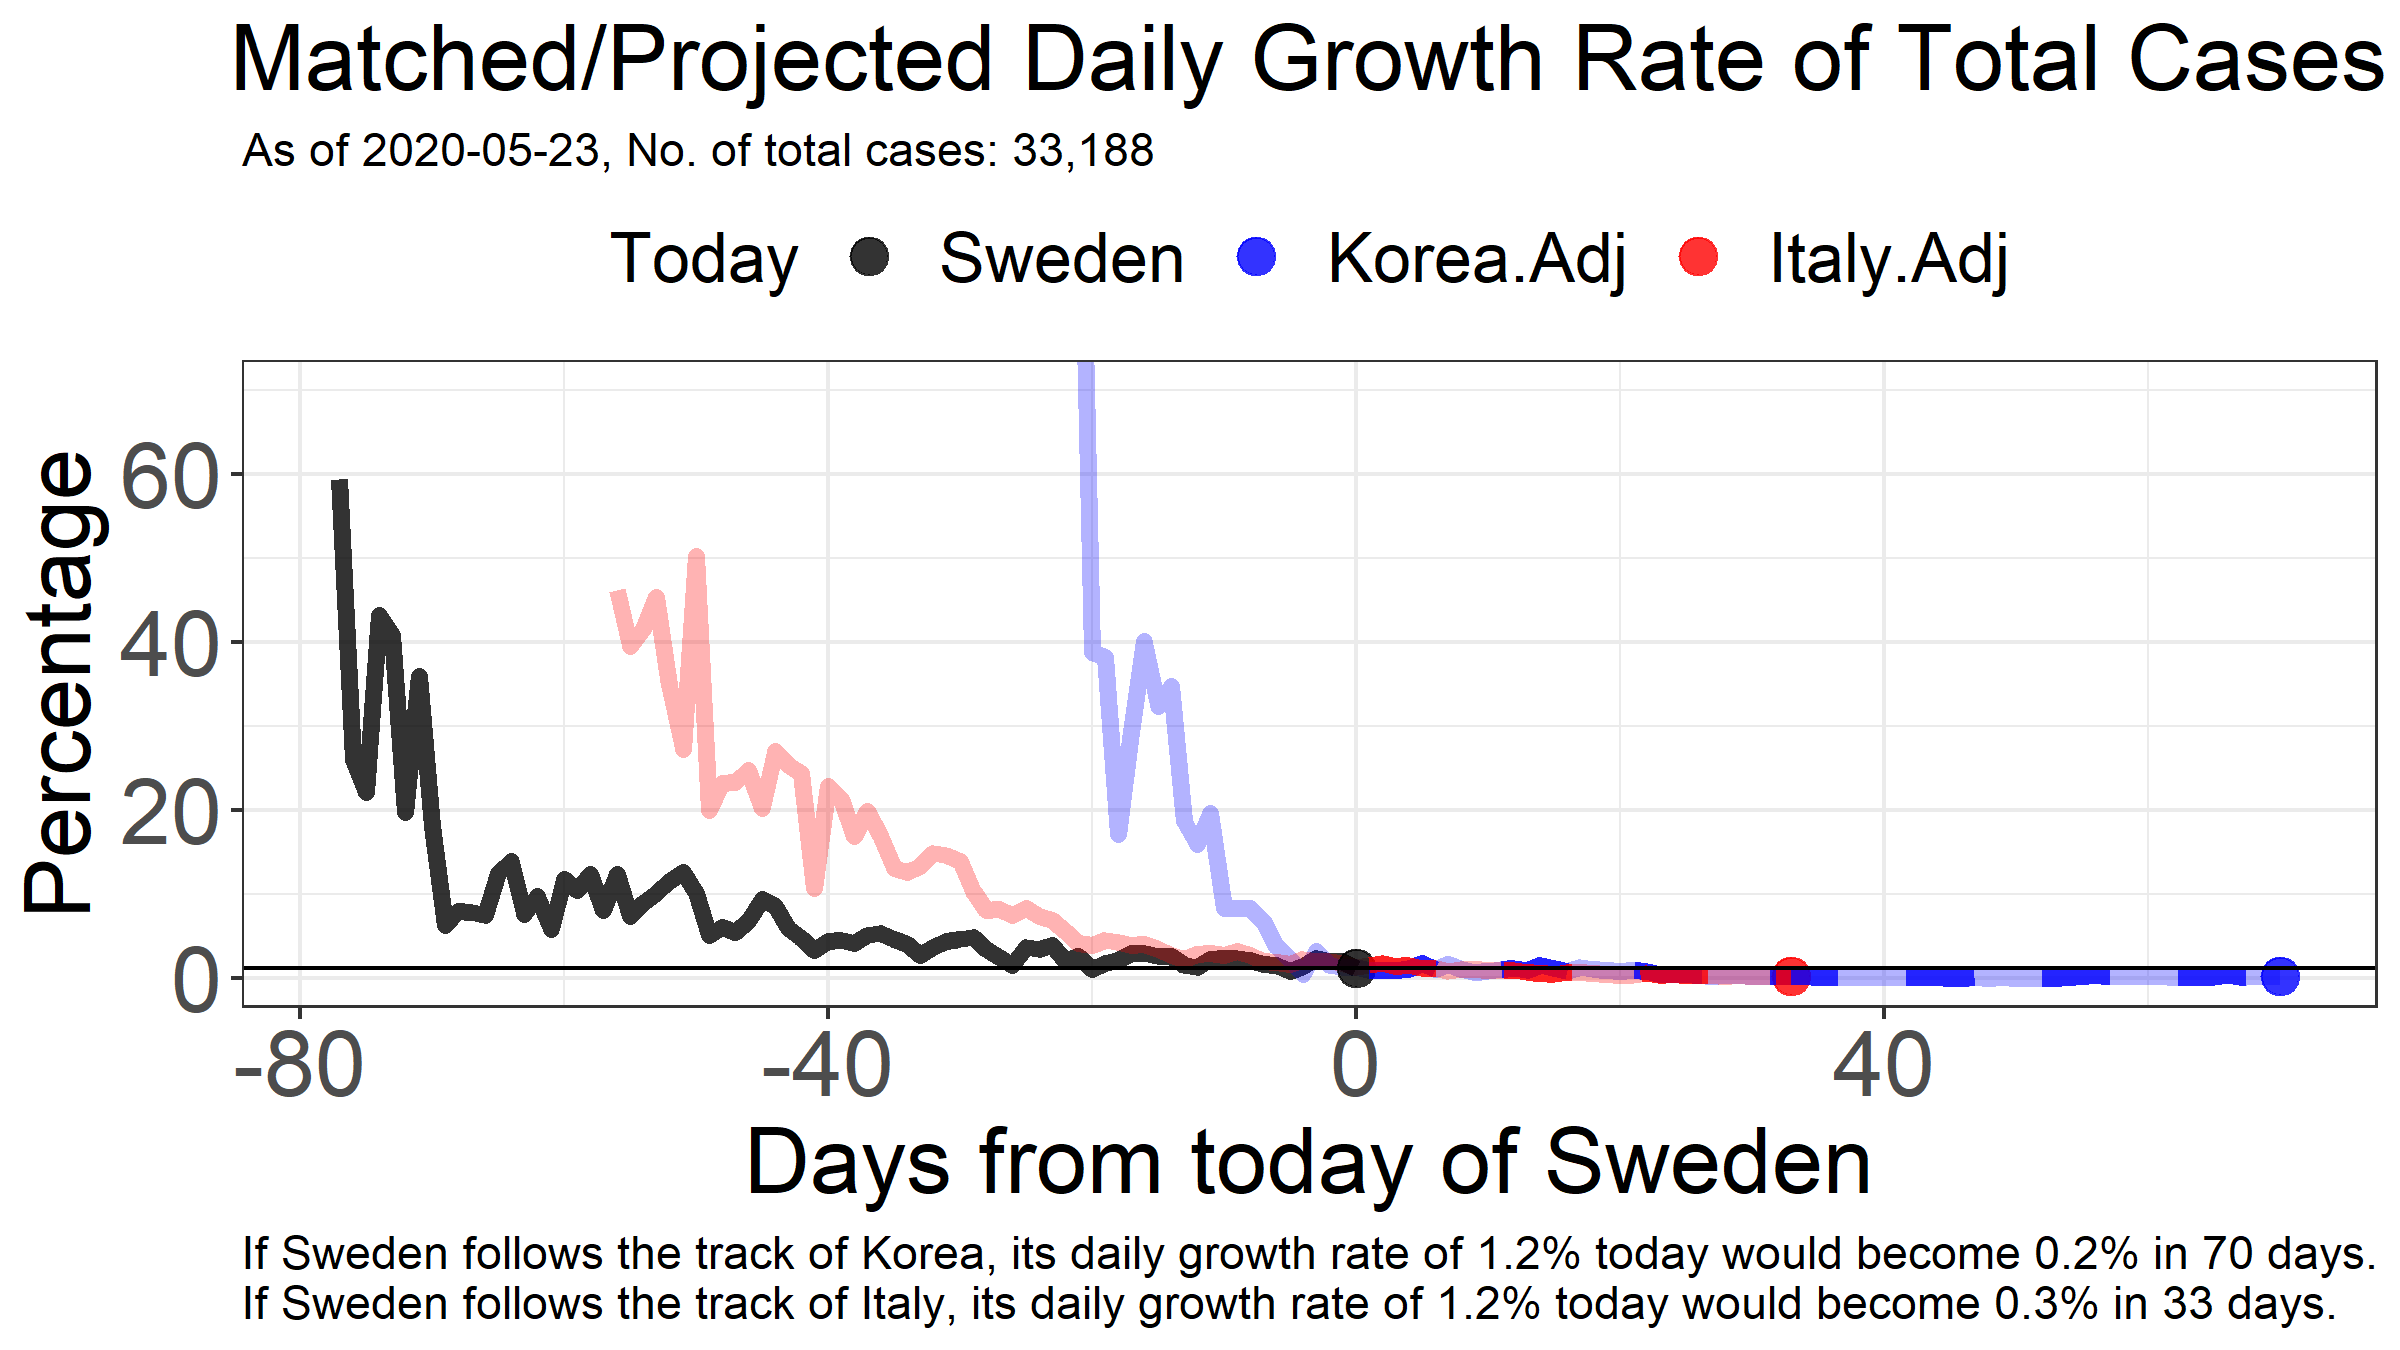 Matched/Projected Daily Growth Rate of Total Cases
As of 2020-05-23, No. of total cases: 33,188
Today Sweden Korea.Adj Italy.Adj
Percentage
60
40
20
0
-80 -40 0 40
Days from today of Sweden
If Sweden follows the track of Korea, its daily growth rate of 1.2% today would become 0.2% in 70 days.
If Sweden follows the track of Italy, its daily growth rate of 1.2% today would become 0.3% in 33 days.